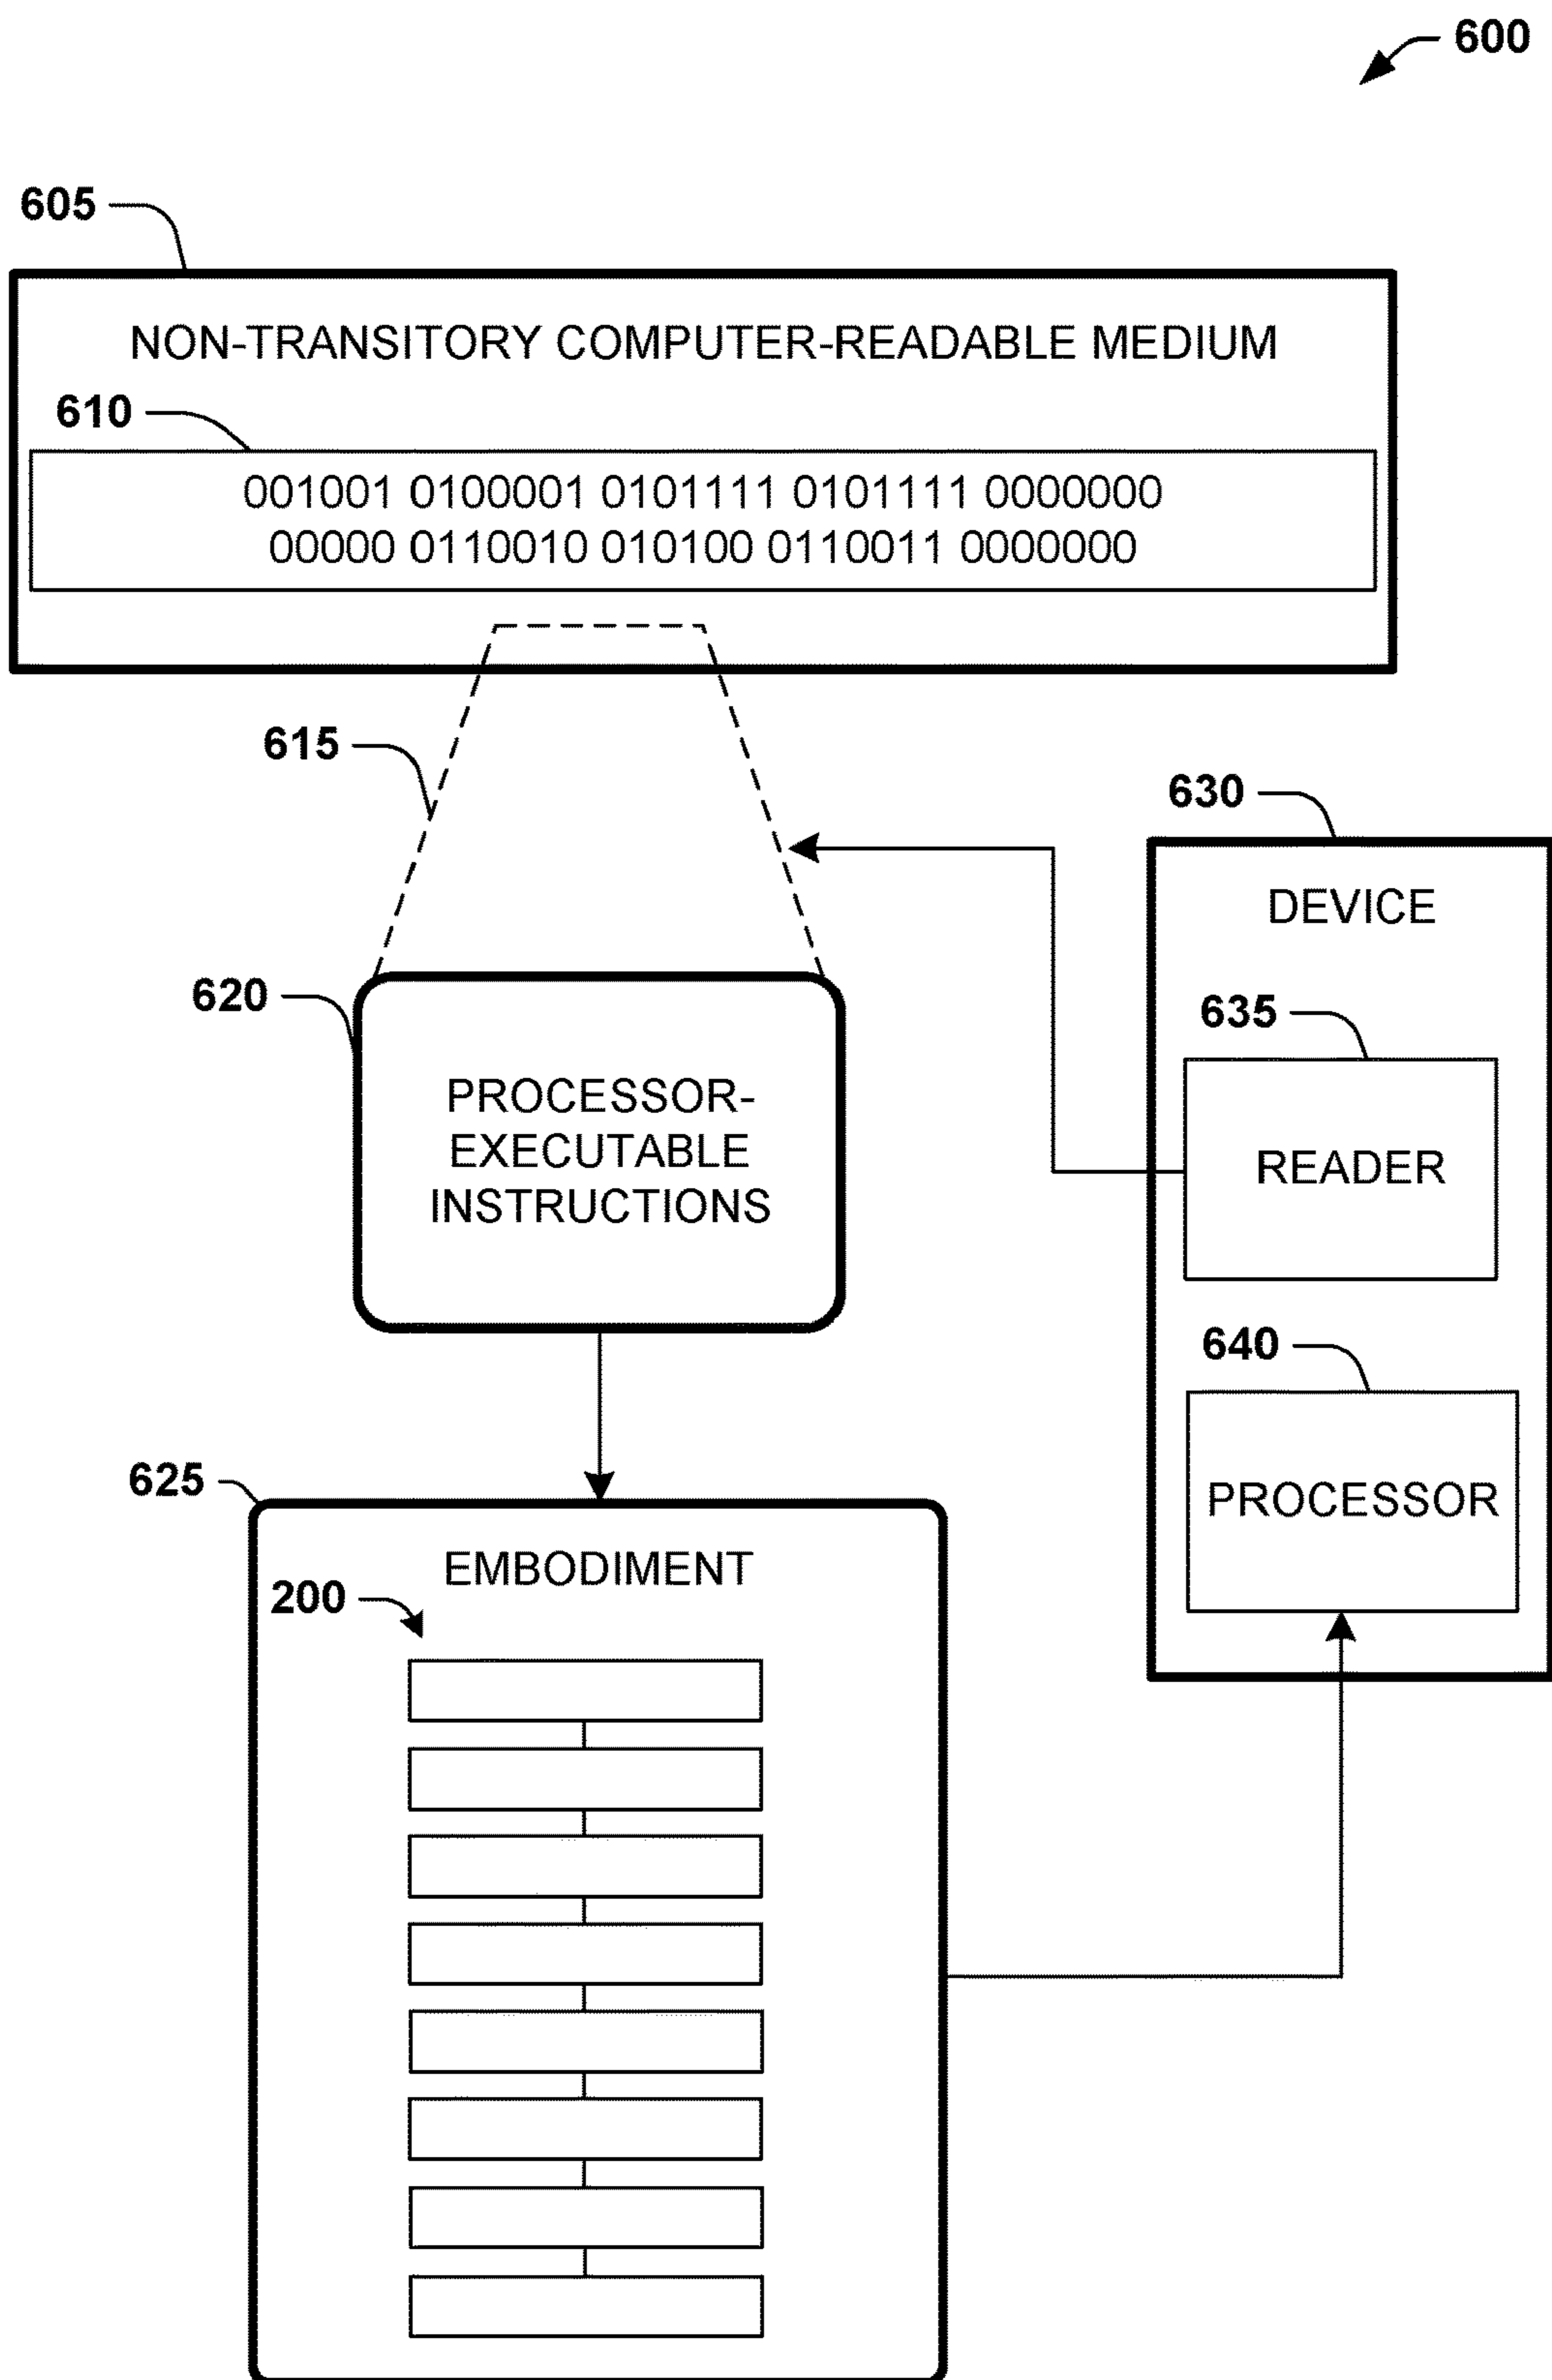 600
605
NON-TRANSITORY COMPUTER-READABLE MEDIUM
610
001001 0100001 0101111 0101111 0000000
00000 0110010 010100 0110011 0000000
615
630
DEVICE
620
635
PROCESSOR-
EXECUTABLE
INSTRUCTIONS
READER
640
625
PROCESSOR
EMBODIMENT
200